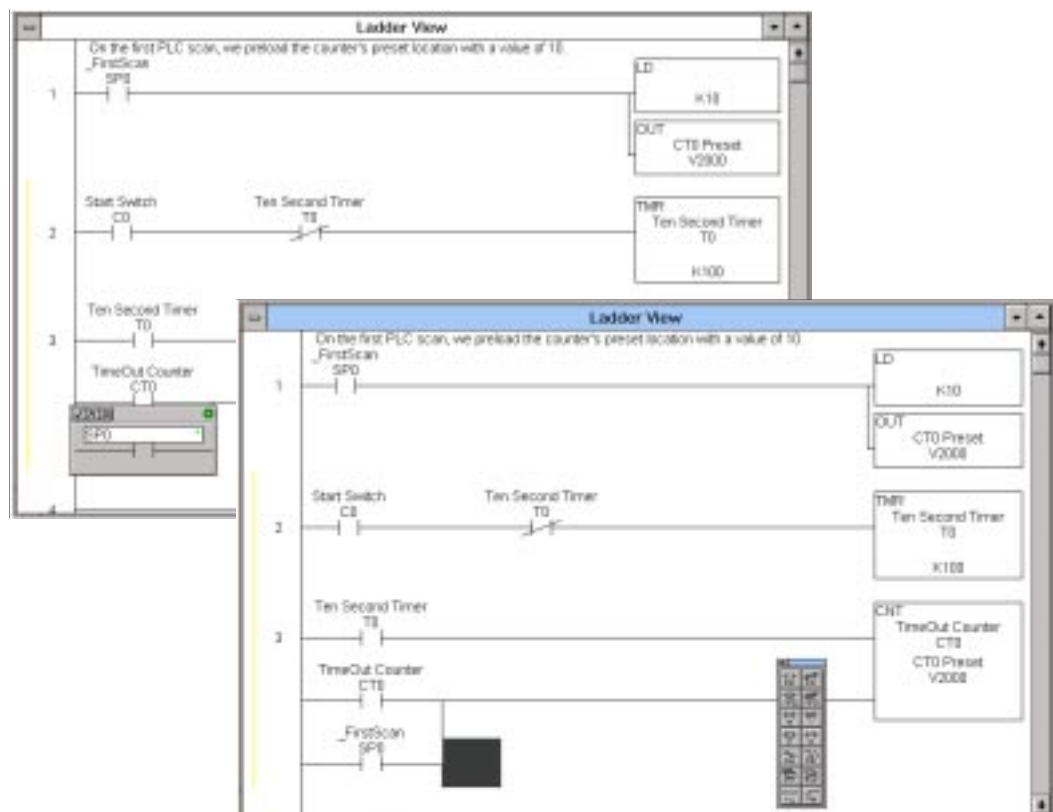 Ladder View
On the first PLC scan, we preload the counter's preset location with a value of 10.
_FirstScan
SP0
1
LD
K10
OUT
CT0 Preset
V2000
Start Switch
C0
Ten Second Timer
T0
2
TMR
Ten Second Timer
T0
K100
Ten Second Timer
T0
3
TimeOut Counter
CT0
SP0
4
Ladder View
On the first PLC scan, we preload the counter's preset location with a value of 10.
_FirstScan
SP0
1
LD
K10
OUT
CT0 Preset
V2000
Start Switch
C0
Ten Second Timer
T0
2
TMR
Ten Second Timer
T0
K100
Ten Second Timer
T0
3
CNT
TimeOut Counter
CT0
CT0 Preset
V2000
TimeOut Counter
CT0
_FirstScan
SP0